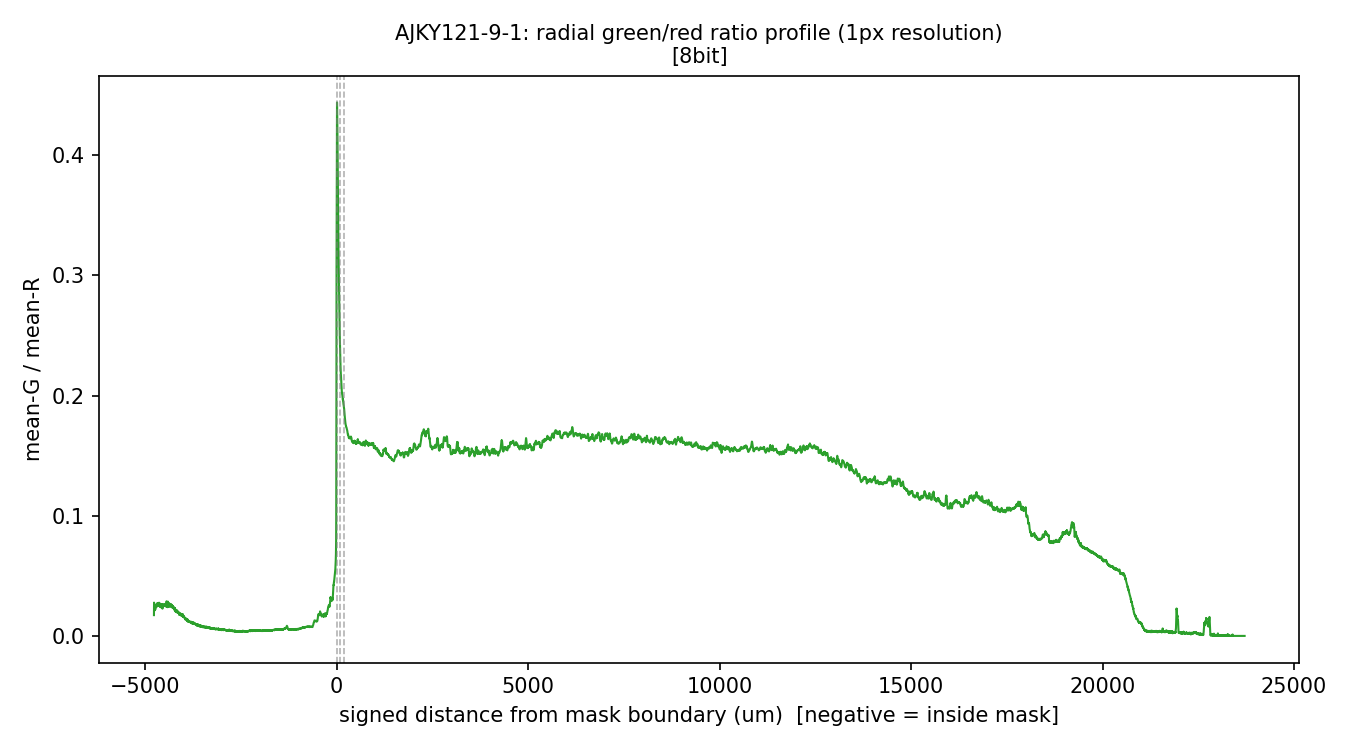 AJKY121-9-1: radial green/red ratio profile (1px resolution)
[8bit]
mean-G / mean-R
0.4
0.3
0.2
0.1
0.0
−5000 0 5000 10000 15000 20000 25000
signed distance from mask boundary (um)  [negative = inside mask]